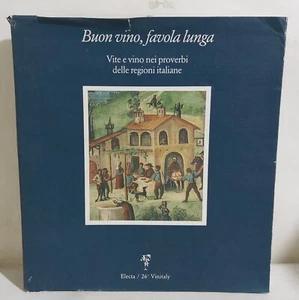 Buon vino, favola lunga
Vite e vino nei proverbi
delle regioni italiane
Electa / 26° Vinitaly